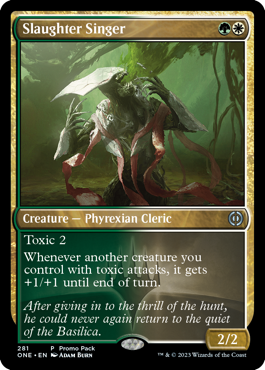 Slaughter Singer
Creature — Phyrexian Cleric
Toxic 2
Whenever another creature you
control with toxic attacks, it gets
+1/+1 until end of turn.
After giving in to the thrill of the hunt,
he could never again return to the quiet
of the Basilica.
2/2
281 P Promo Pack
ONE • EN Adam Burn
™ & © 2023 Wizards of the Coast